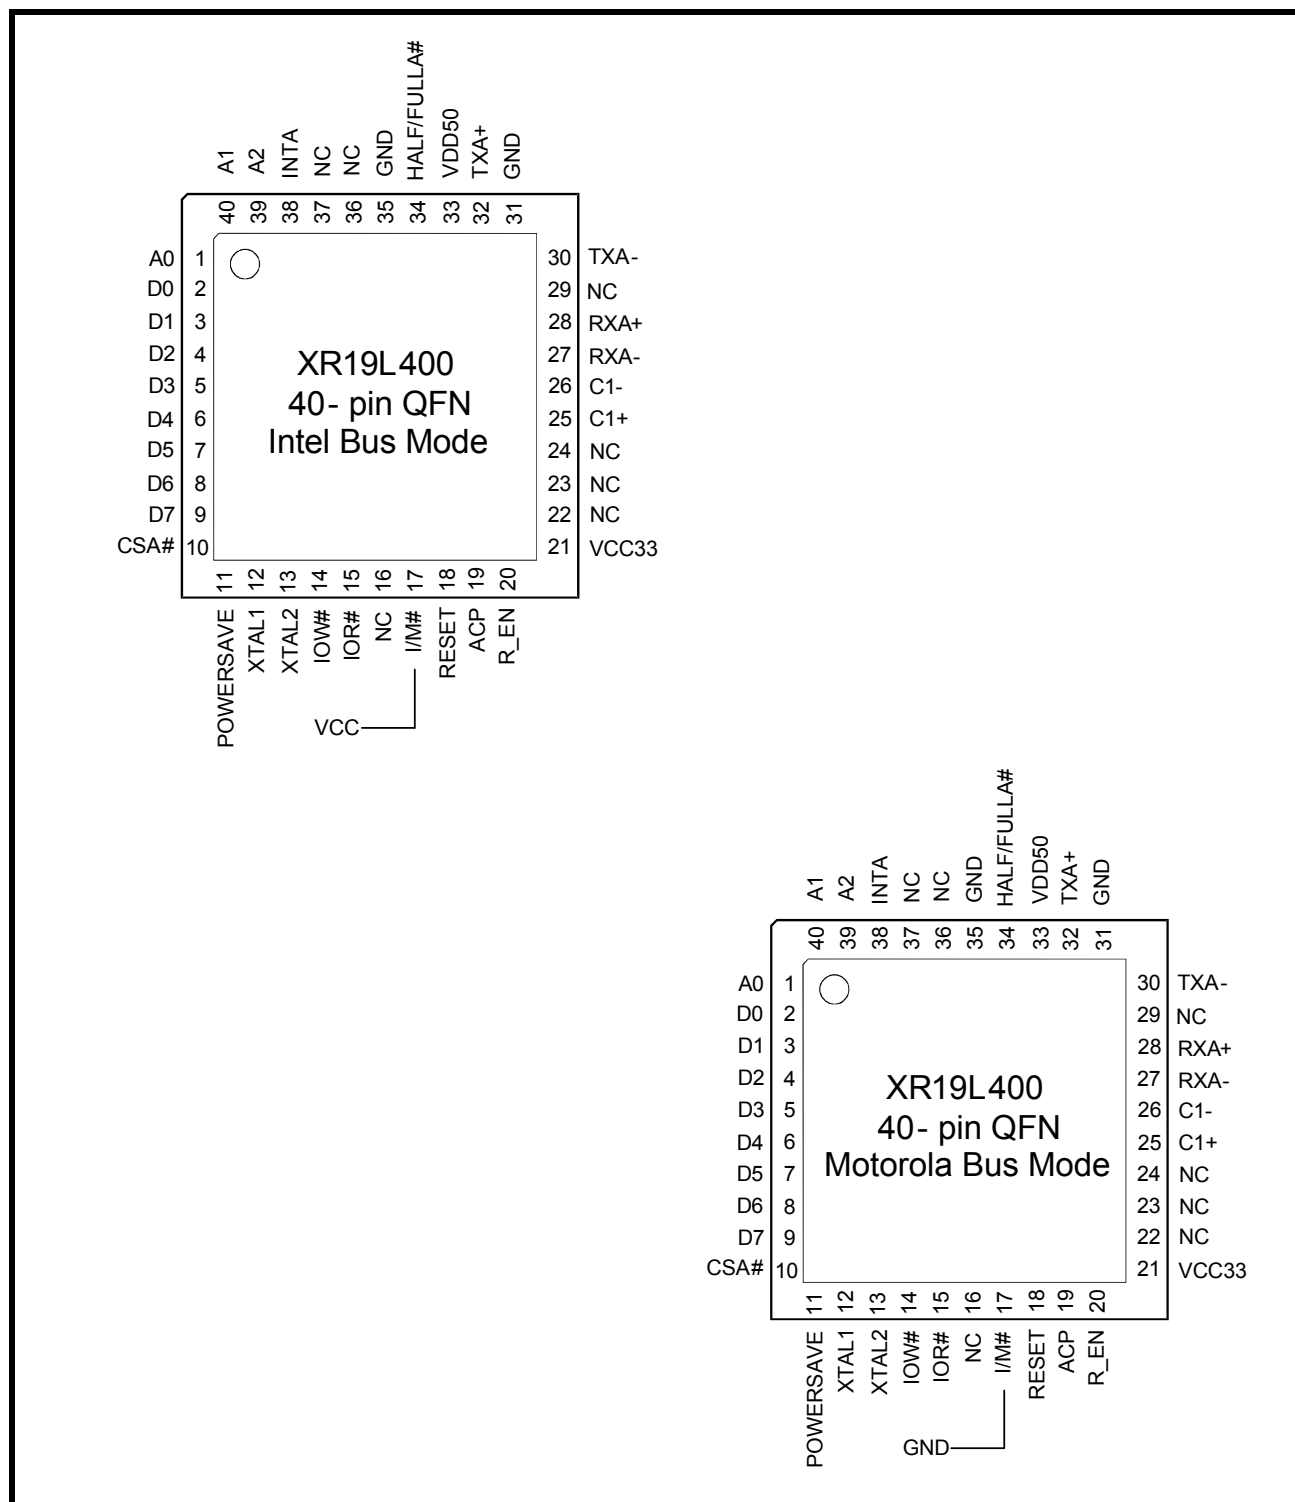 A1 A2 INTA NC NC GND HALF/FULLA# VDD50 TXA+ GND
40 39 38 37 36 35 34 33 32 31
A0 1 30 TXA-
D0 2 29 NC
D1 3 28 RXA+
D2 4 27 RXA-
D3 5 26 C1-
D4 6 25 C1+
D5 7 24 NC
D6 8 23 NC
D7 9 22 NC
CSA# 10 21 VCC33
XR19L400
40- pin QFN
Intel Bus Mode
11 12 13 14 15 16 17 18 19 20
POWERSAVE XTAL1 XTAL2 IOW# IOR# NC I/M# RESET ACP R_EN
VCC
A1 A2 INTA NC NC GND HALF/FULLA# VDD50 TXA+ GND
40 39 38 37 36 35 34 33 32 31
A0 1 30 TXA-
D0 2 29 NC
D1 3 28 RXA+
D2 4 27 RXA-
D3 5 26 C1-
D4 6 25 C1+
D5 7 24 NC
D6 8 23 NC
D7 9 22 NC
CSA# 10 21 VCC33
XR19L400
40- pin QFN
Motorola Bus Mode
11 12 13 14 15 16 17 18 19 20
POWERSAVE XTAL1 XTAL2 IOW# IOR# NC I/M# RESET ACP R_EN
GND